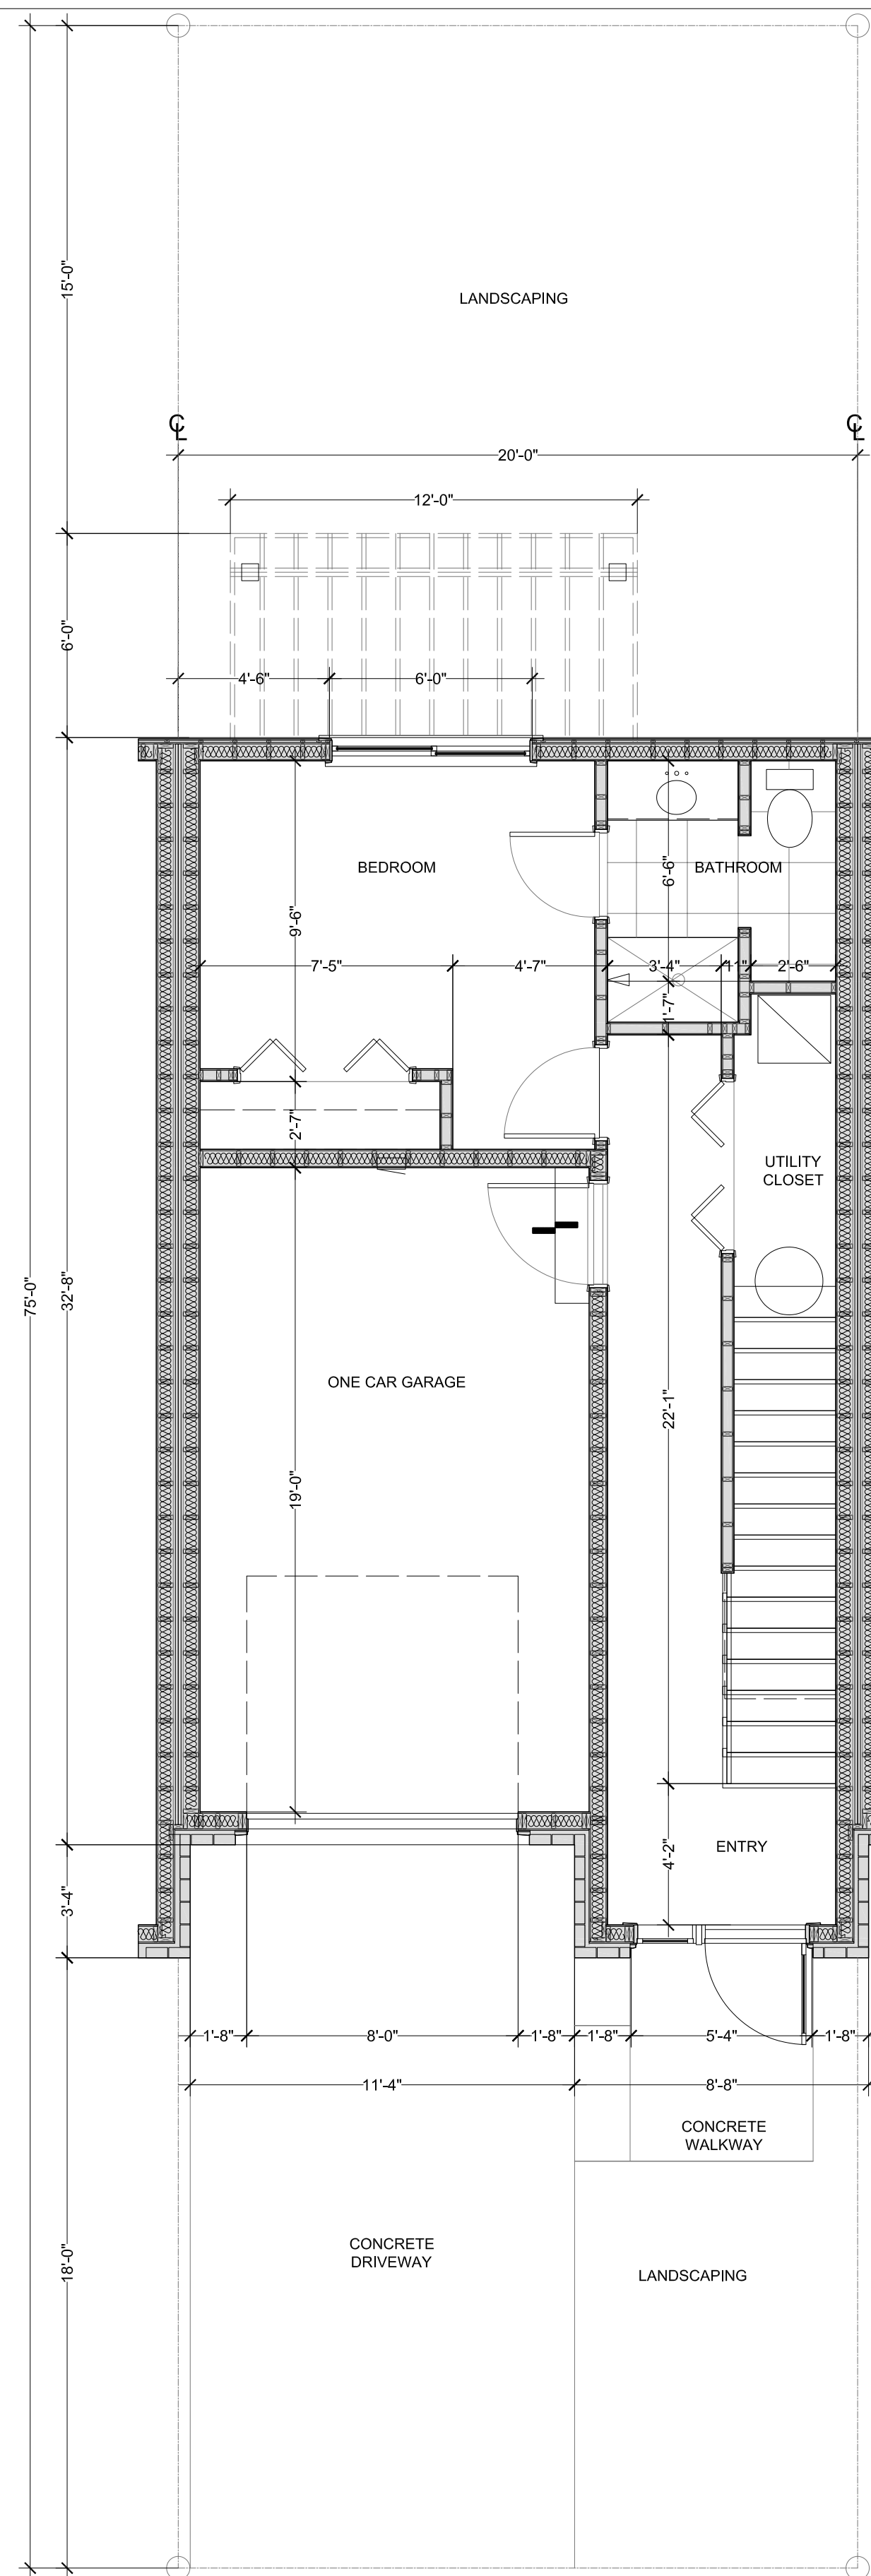 15'-0"
LANDSCAPING
℄
℄
20'-0"
12'-0"
6'-0"
4'-6"
6'-0"
BEDROOM
BATHROOM
6'-6"
9'-6"
7'-5"
4'-7"
3'-4"
1"
2'-6"
1'-7"
2'-7"
UTILITY
CLOSET
75'-0"
32'-8"
ONE CAR GARAGE
22'-1"
19'-0"
ENTRY
4'-2"
3'-4"
1'-8"
8'-0"
1'-8"
1'-8"
5'-4"
1'-8"
11'-4"
8'-8"
CONCRETE
WALKWAY
CONCRETE
DRIVEWAY
18'-0"
LANDSCAPING